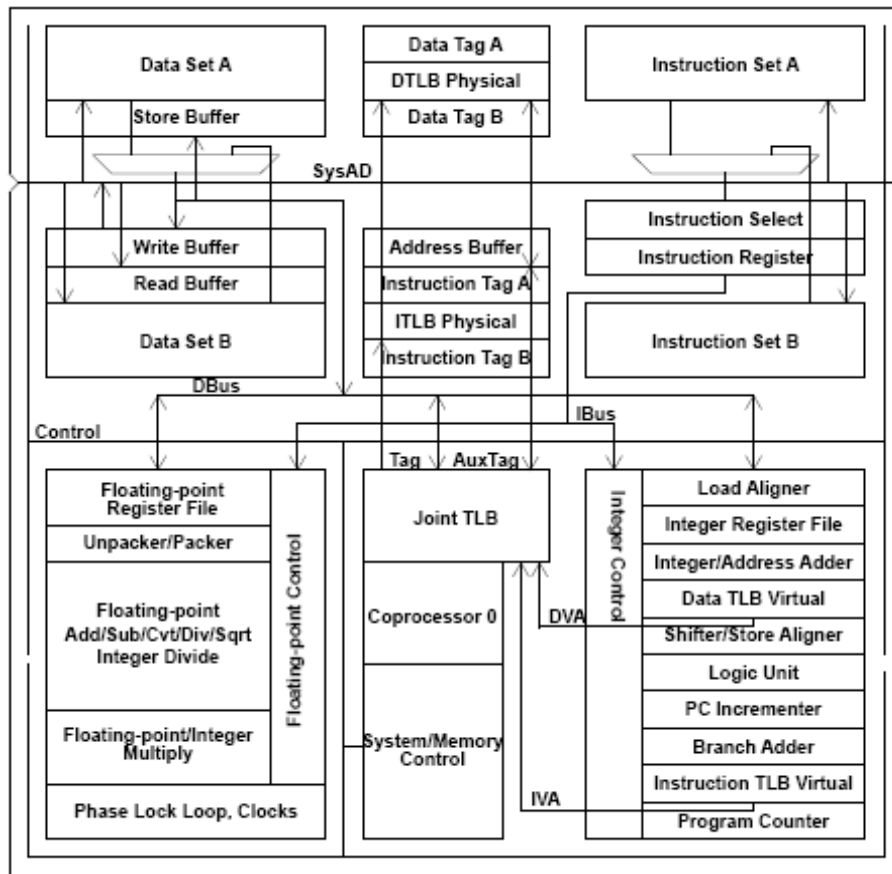 Data Set A
Store Buffer
Data Tag A
DTLB Physical
Data Tag B
Instruction Set A
SysAD
Write Buffer
Read Buffer
Data Set B
Address Buffer
Instruction Tag A
ITLB Physical
Instruction Tag B
Instruction Select
Instruction Register
Instruction Set B
DBus
IBus
Control
Tag
AuxTag
Floating-point
Register File
Unpacker/Packer
Floating-point
Add/Sub/Cvt/Div/Sqrt
Integer Divide
Floating-point/Integer
Multiply
Floating-point Control
Phase Lock Loop, Clocks
Joint TLB
Coprocessor 0
System/Memory
Control
DVA
IVA
Integer Control
Load Aligner
Integer Register File
Integer/Address Adder
Data TLB Virtual
Shifter/Store Aligner
Logic Unit
PC Incrementer
Branch Adder
Instruction TLB Virtual
Program Counter